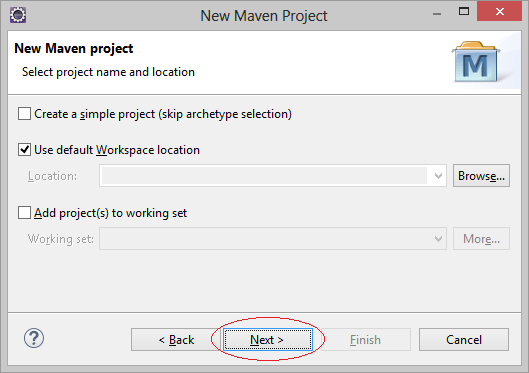 New Maven Project
New Maven project
Select project name and location
M
Create a simple project (skip archetype selection)
Use default Workspace location
Location:
Browse...
Add project(s) to working set
Working set:
More...
?
< Back
Next >
Finish
Cancel